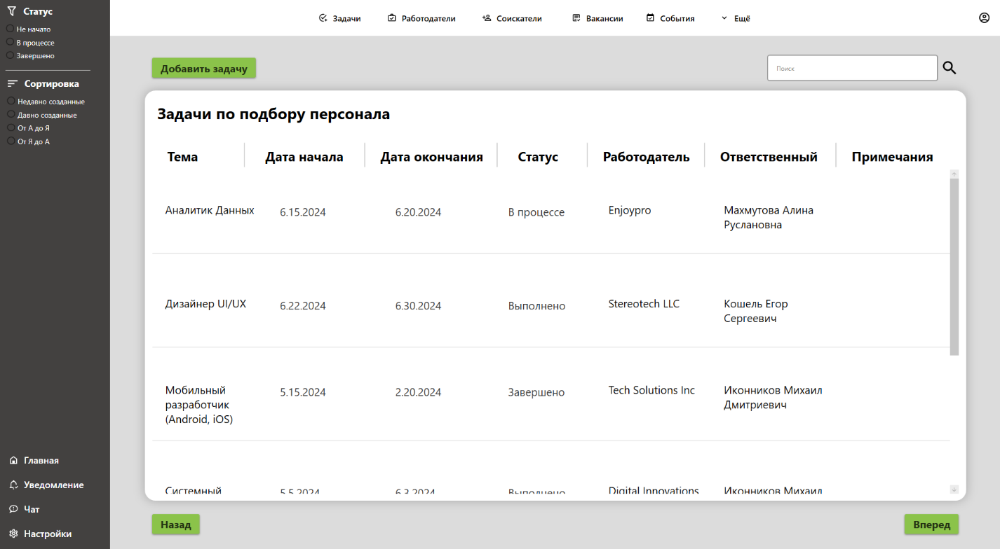 Статус
Не начато
В процессе
Завершено
Сортировка
Недавно созданные
Давно созданные
От А до Я
От Я до А
Главная
Уведомление
Чат
Настройки
Задачи Работодатели Соискатели Вакансии События Ещё
Добавить задачу Поиск
Задачи по подбору персонала
Тема Дата начала Дата окончания Статус Работодатель Ответственный Примечания
Аналитик Данных 6.15.2024 6.20.2024 В процессе Enjoypro Махмутова Алина
Руслановна
Дизайнер UI/UX 6.22.2024 6.30.2024 Выполнено Stereotech LLC Кошель Егор
Сергеевич
Мобильный 5.15.2024 2.20.2024 Завершено Tech Solutions Inc Иконников Михаил
разработчик Дмитриевич
(Android, iOS)
Системный 5.5.2024 6.3.2024 Выполнено Digital Innovations Иконников Михаил
Назад Вперед